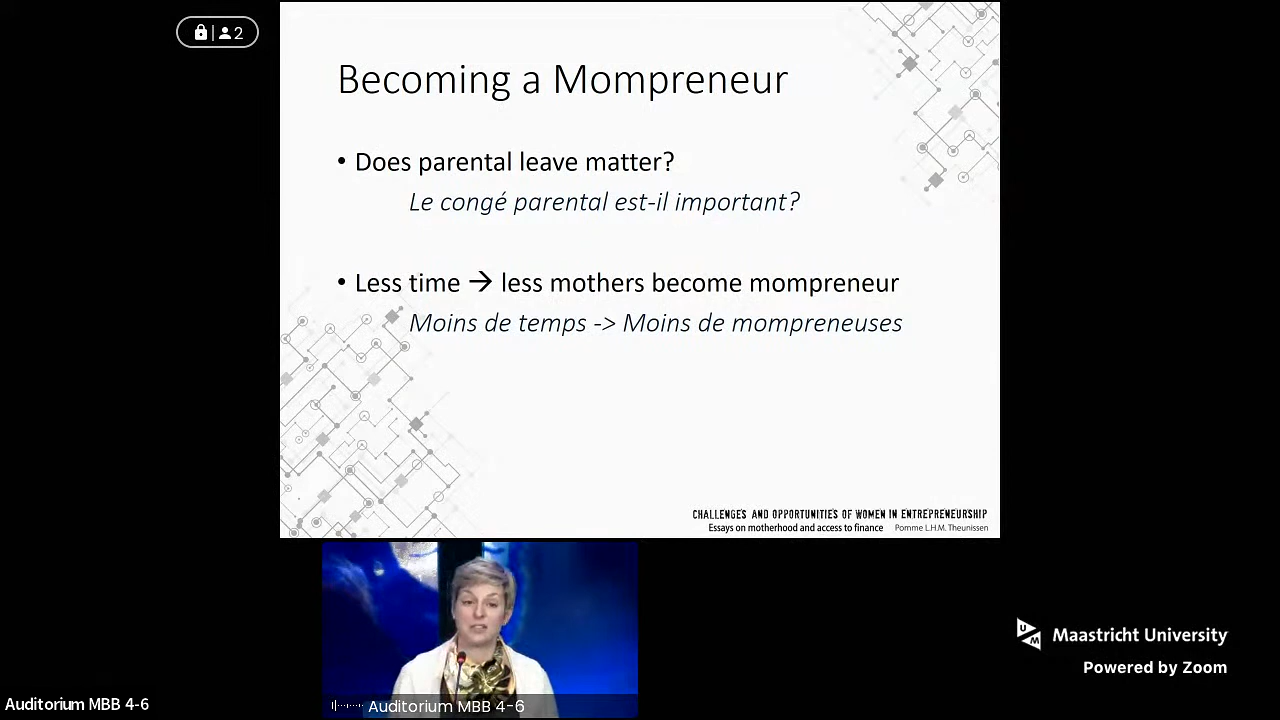 2
Becoming a Mompreneur
• Does parental leave matter?
Le congé parental est-il important?
• Less time → less mothers become mompreneur
Moins de temps -> Moins de mompreneuses
CHALLENGES AND OPPORTUNITIES OF WOMEN IN ENTREPRENEURSHIP
Essays on motherhood and access to finance Pomme L.H.M. Theunissen
UM
Maastricht University
Powered by Zoom
Auditorium MBB 4-6
Auditorium MBB 4-6